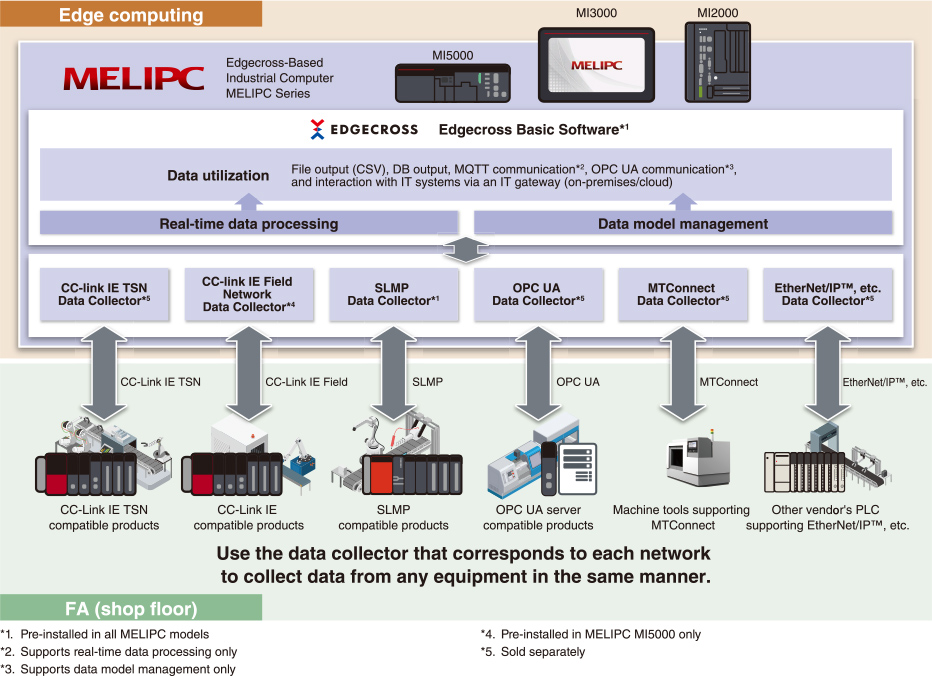 Edge computing
MI3000
MI2000
MI5000
MELIPC
Edgecross-Based
Industrial Computer
MELIPC Series
MELIPC
EDGECROSS
Edgecross Basic Software*1
Data utilization
File output (CSV), DB output, MQTT communication*2, OPC UA communication*3,
and interaction with IT systems via an IT gateway (on-premises/cloud)
Real-time data processing
Data model management
CC-link IE TSN
Data Collector*5
CC-link IE Field
Network
Data Collector*4
SLMP
Data Collector*1
OPC UA
Data Collector*5
MTConnect
Data Collector*5
EtherNet/IP™, etc.
Data Collector*5
CC-Link IE TSN
CC-Link IE Field
SLMP
OPC UA
MTConnect
EtherNet/IP™, etc.
CC-Link IE TSN
compatible products
CC-Link IE
compatible products
SLMP
compatible products
OPC UA server
compatible products
Machine tools supporting
MTConnect
Other vendor's PLC
supporting EtherNet/IP™, etc.
Use the data collector that corresponds to each network
to collect data from any equipment in the same manner.
FA (shop floor)
*1. Pre-installed in all MELIPC models
*2. Supports real-time data processing only
*3. Supports data model management only
*4. Pre-installed in MELIPC MI5000 only
*5. Sold separately